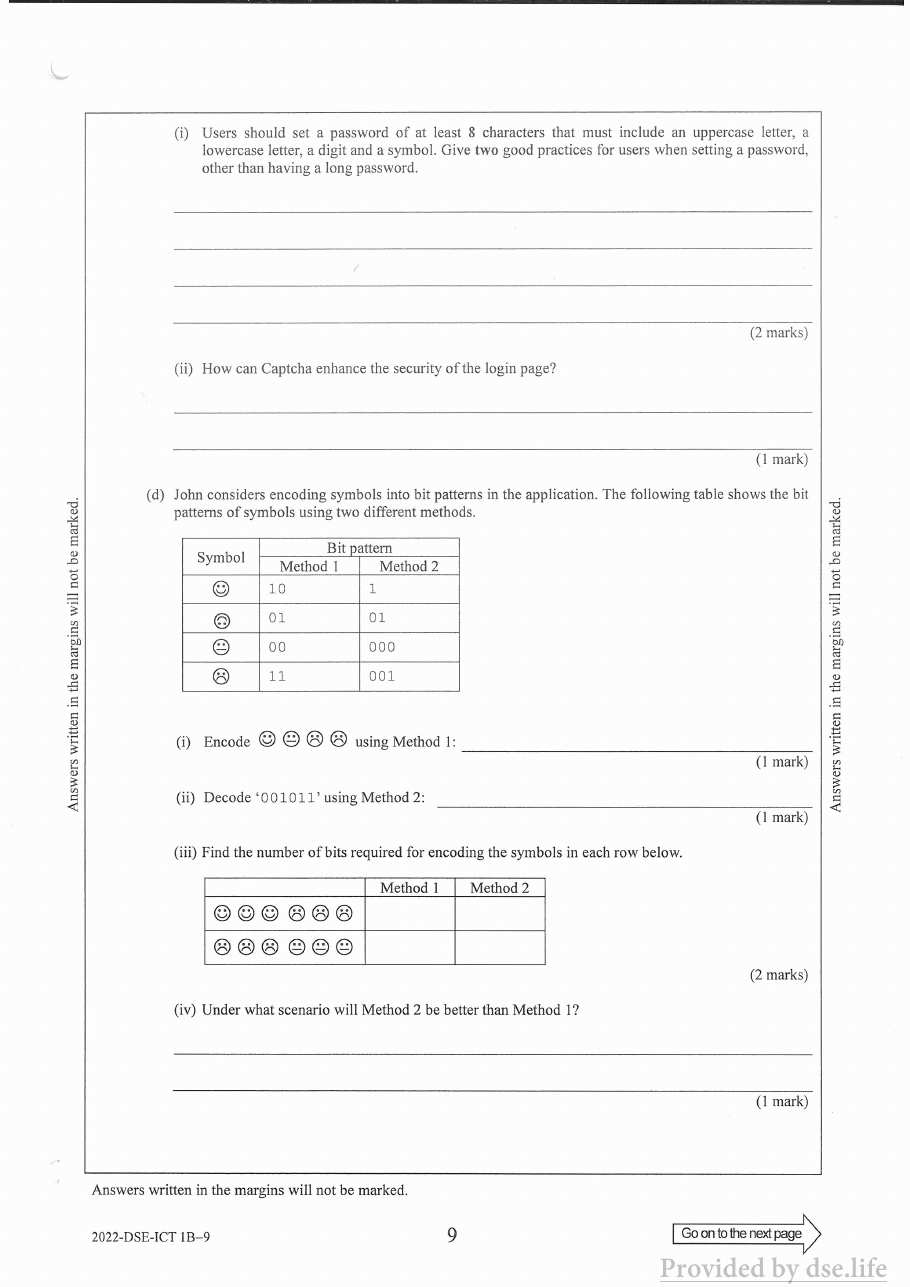 (i) Users should set a password of at least 8 characters that must include an uppercase letter, a
lowercase letter, a digit and a symbol. Give two good practices for users when setting a password,
other than having a long password.
(2 marks)
(ii) How can Captcha enhance the security of the login page?
(1 mark)
(d) John considers encoding symbols into bit patterns in the application. The following table shows the bit
patterns of symbols using two different methods.
Symbol
Bit pattern
Method 1 Method 2
10 1
01 01
00 000
11 001
(i) Encode using Method 1:
(1 mark)
(ii) Decode ‘001011’ using Method 2:
(1 mark)
(iii) Find the number of bits required for encoding the symbols in each row below.
Method 1 Method 2
(2 marks)
(iv) Under what scenario will Method 2 be better than Method 1?
(1 mark)
Answers written in the margins will not be marked.
Answers written in the margins will not be marked.
Answers written in the margins will not be marked.
2022-DSE-ICT 1B–9
9
Go on to the next page
Provided by dse.life